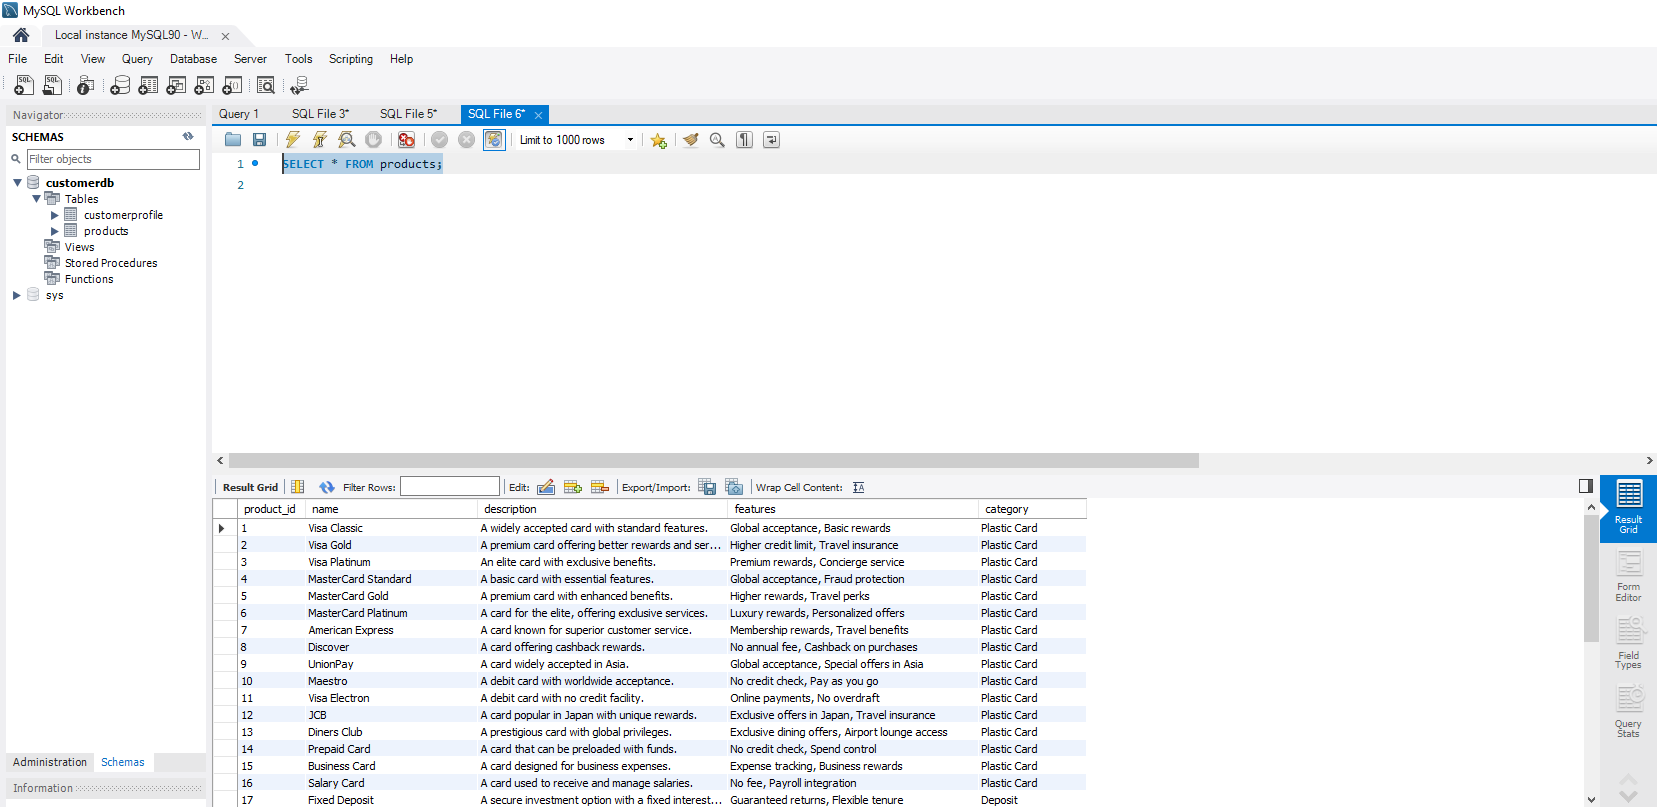 MySQL Workbench
Local instance MySQL90 - W...
File Edit View Query Database Server Tools Scripting Help
Navigator
SCHEMAS
Filter objects
customerdb
Tables
customerprofile
products
Views
Stored Procedures
Functions
sys
Administration Schemas
Information
Query 1 SQL File 3* SQL File 5* SQL File 6*
Limit to 1000 rows
1 SELECT * FROM products;
2
Result Grid Filter Rows: Edit: Export/Import: Wrap Cell Content:
product_id name description features category
1 Visa Classic A widely accepted card with standard features. Global acceptance, Basic rewards Plastic Card
2 Visa Gold A premium card offering better rewards and ser... Higher credit limit, Travel insurance Plastic Card
3 Visa Platinum An elite card with exclusive benefits. Premium rewards, Concierge service Plastic Card
4 MasterCard Standard A basic card with essential features. Global acceptance, Fraud protection Plastic Card
5 MasterCard Gold A premium card with enhanced benefits. Higher rewards, Travel perks Plastic Card
6 MasterCard Platinum A card for the elite, offering exclusive services. Luxury rewards, Personalized offers Plastic Card
7 American Express A card known for superior customer service. Membership rewards, Travel benefits Plastic Card
8 Discover A card offering cashback rewards. No annual fee, Cashback on purchases Plastic Card
9 UnionPay A card widely accepted in Asia. Global acceptance, Special offers in Asia Plastic Card
10 Maestro A debit card with worldwide acceptance. No credit check, Pay as you go Plastic Card
11 Visa Electron A debit card with no credit facility. Online payments, No overdraft Plastic Card
12 JCB A card popular in Japan with unique rewards. Exclusive offers in Japan, Travel insurance Plastic Card
13 Diners Club A prestigious card with global privileges. Exclusive dining offers, Airport lounge access Plastic Card
14 Prepaid Card A card that can be preloaded with funds. No credit check, Spend control Plastic Card
15 Business Card A card designed for business expenses. Expense tracking, Business rewards Plastic Card
16 Salary Card A card used to receive and manage salaries. No fee, Payroll integration Plastic Card
17 Fixed Deposit A secure investment option with a fixed interest... Guaranteed returns, Flexible tenure Deposit
Result
Grid
Form
Editor
Field
Types
Query
Stats